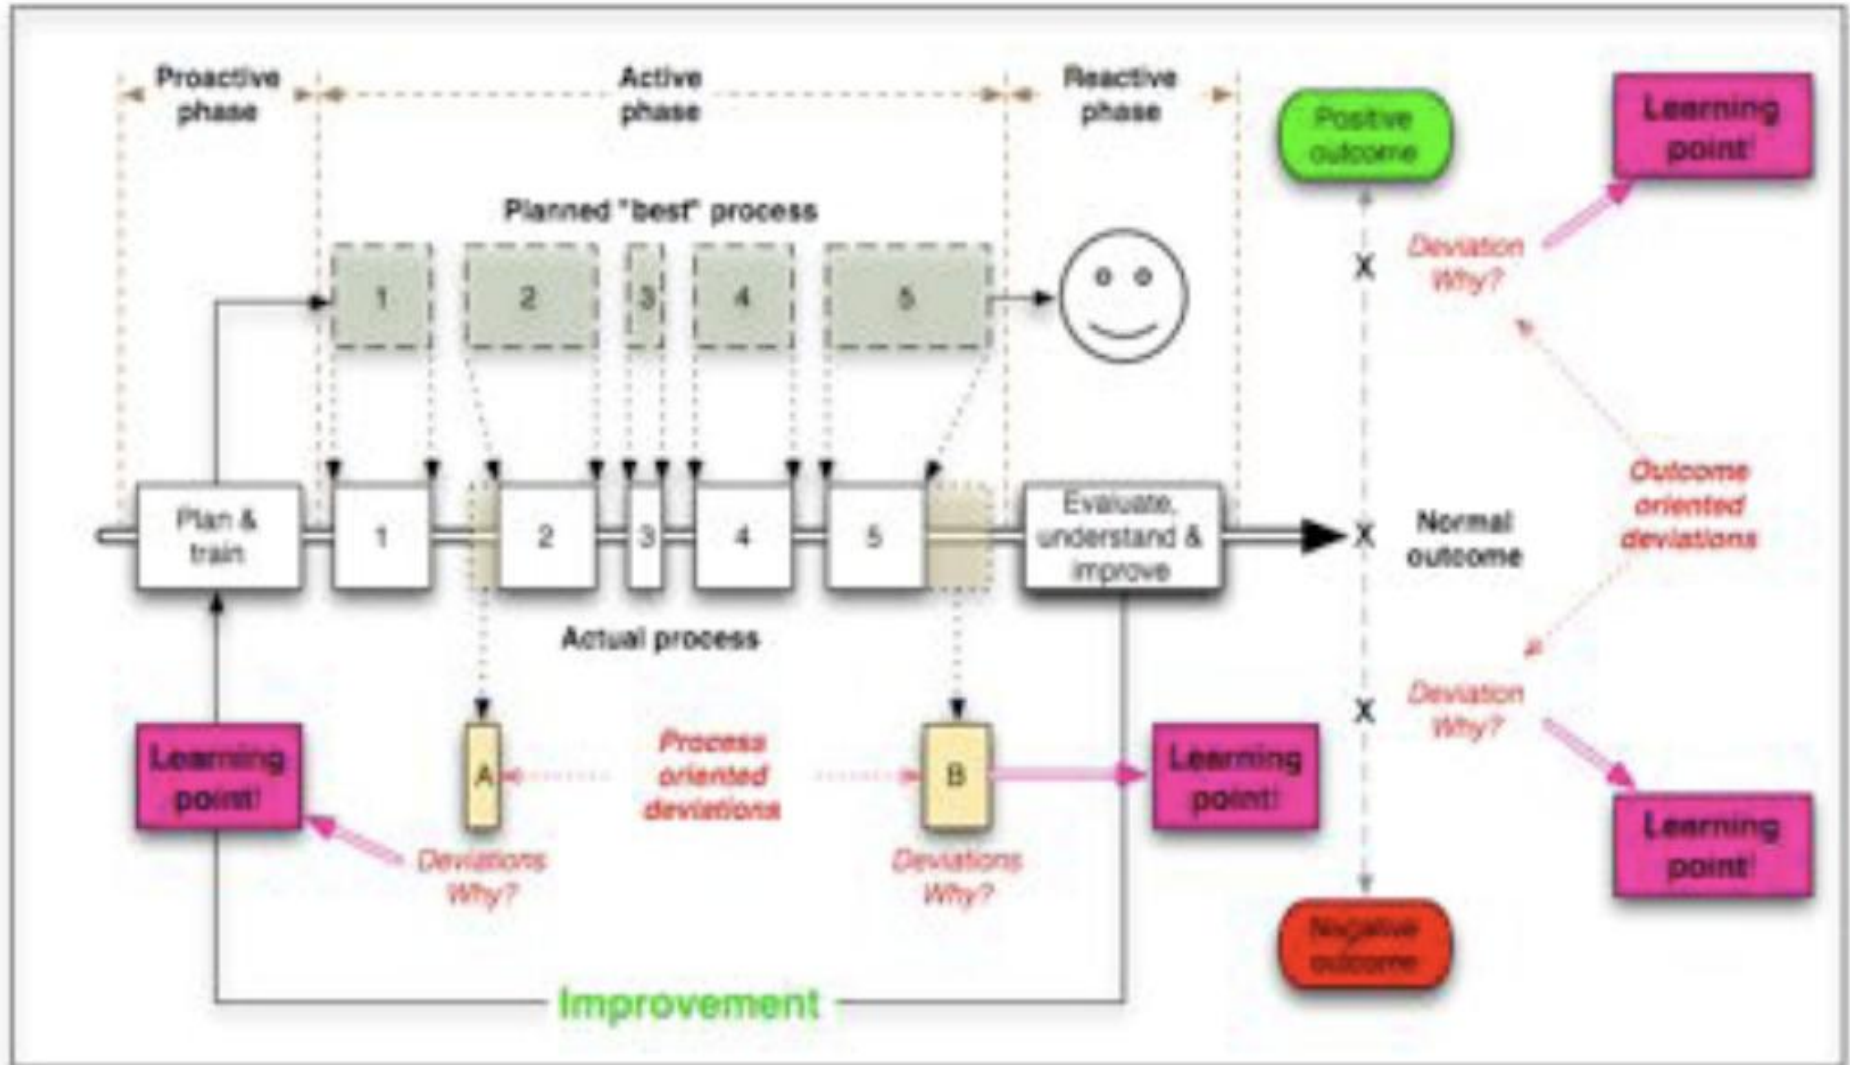 Proactive
phase
Active
phase
Reactive
phase
Positive
outcome
Learning
point!
Planned "best" process
Deviation
Why?
X
1
2
3
4
5
Outcome
oriented
deviations
Plan &
train
1
2
3
4
5
Evaluate,
understand &
improve
X
Normal
outcome
Actual process
Deviation
Why?
X
Learning
point!
A
Process
oriented
deviations
B
Learning
point!
Learning
point!
Deviations
Why?
Deviations
Why?
Negative
outcome
Improvement